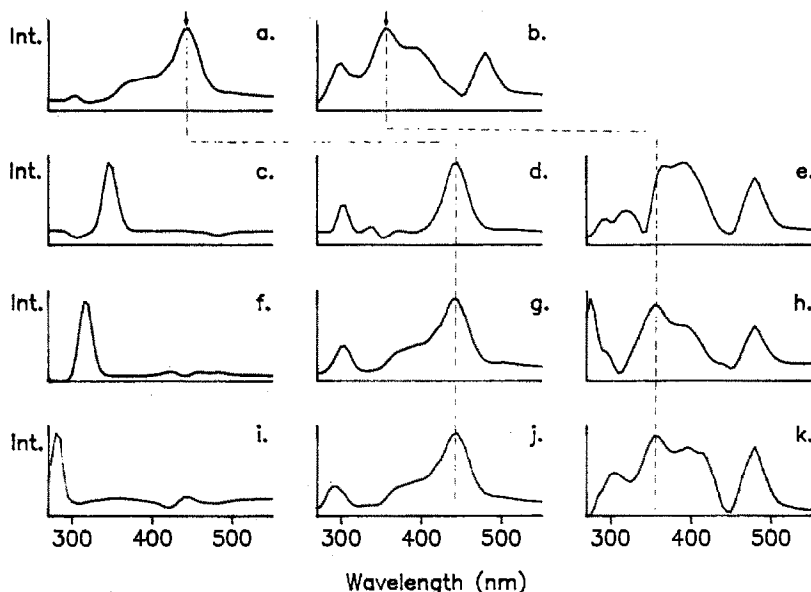 Int. a. b.
Int. c. d. e.
Int. f. g. h.
Int. i. j. k.
300 400 500 300 400 500 300 400 500
Wavelength (nm)